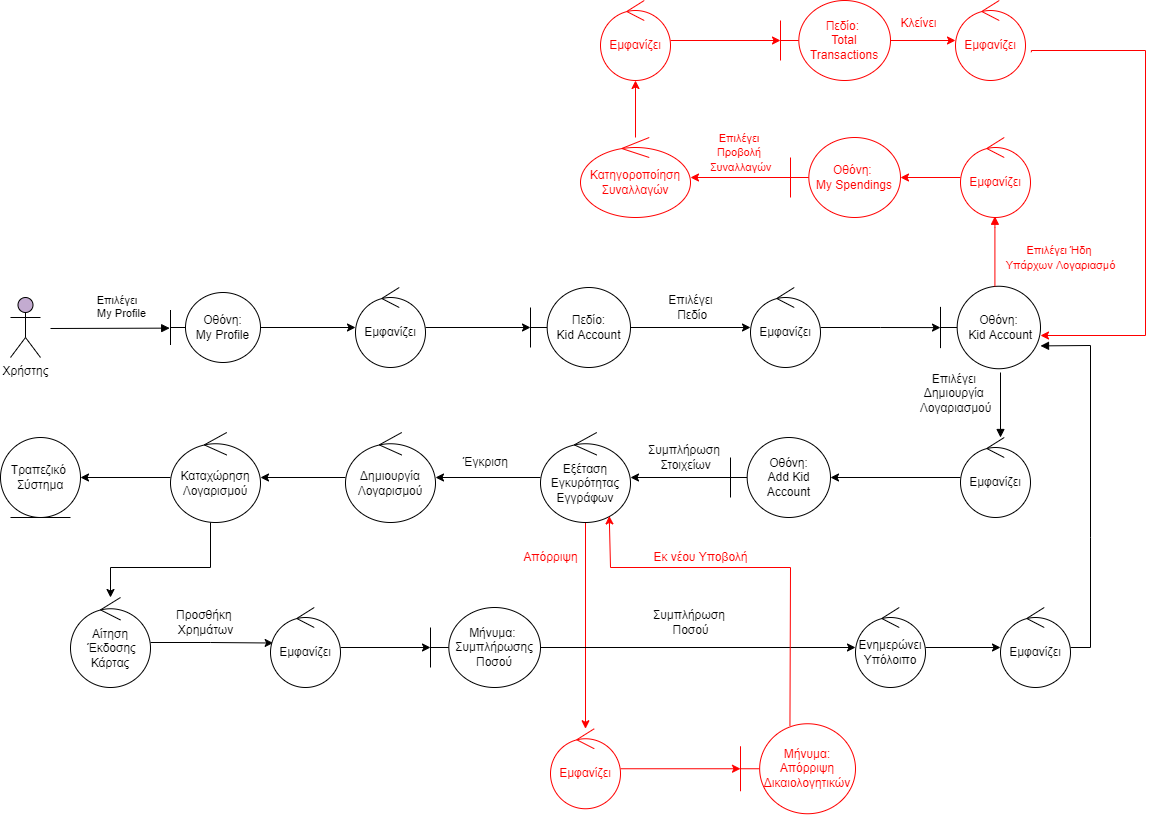 Εμφανίζει
Πεδίο:
Total
Transactions
Κλείνει
Εμφανίζει
Κατηγοροποίηση
Συναλλαγών
Επιλέγει
Προβολή
Συναλλαγών
Οθόνη:
My Spendings
Εμφανίζει
Επιλέγει Ήδη
Υπάρχων Λογαριασμό
Χρήστης
Επιλέγει
My Profile
Οθόνη:
My Profile
Εμφανίζει
Πεδίο:
Kid Account
Επιλέγει
Πεδίο
Εμφανίζει
Οθόνη:
Kid Account
Επιλέγει
Δημιουργία
Λογαριασμού
Τραπεζικό
Σύστημα
Καταχώρηση
Λογαρισμού
Δημιουργία
Λογαρισμού
Έγκριση
Εξέταση
Εγκυρότητας
Εγγράφων
Συμπλήρωση
Στοιχείων
Οθόνη:
Add Kid
Account
Εμφανίζει
Απόρριψη
Εκ νέου Υποβολή
Αίτηση
Έκδοσης
Κάρτας
Προσθήκη
Χρημάτων
Εμφανίζει
Μήνυμα:
Συμπλήρωσης
Ποσού
Συμπλήρωση
Ποσού
Ενημερώνει
Υπόλοιπο
Εμφανίζει
Εμφανίζει
Μήνυμα:
Απόρριψη
Δικαιολογητικών